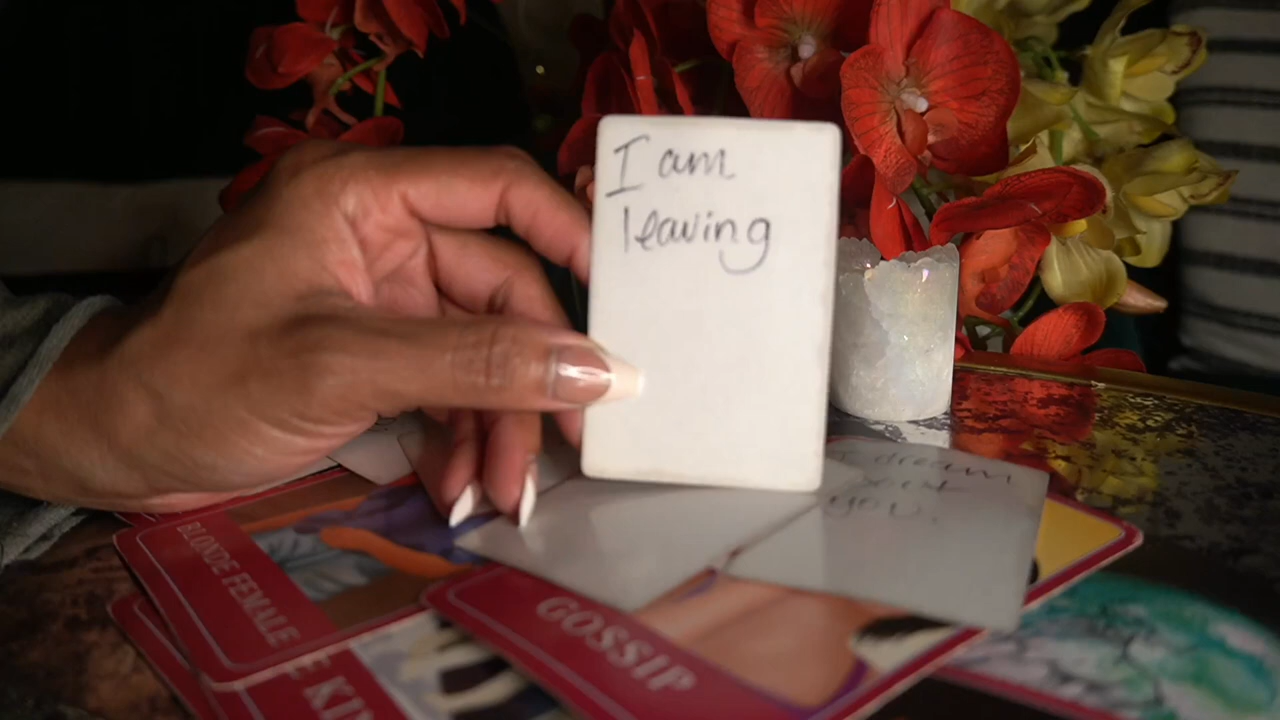 I am
leaving
I dream
you.
BLONDE FEMALE
GOSSIP